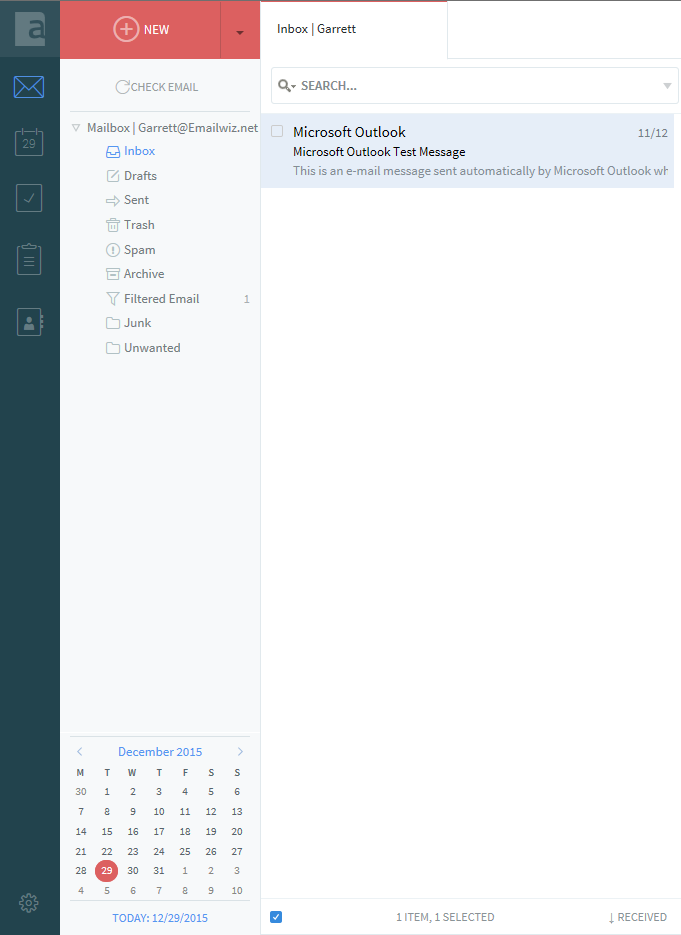 a
NEW
Inbox | Garrett
CHECK EMAIL
SEARCH...
29
Mailbox | Garrett@Emailwiz.net
Inbox
Drafts
Sent
Trash
Spam
Archive
Filtered Email 1
Junk
Unwanted
Microsoft Outlook 11/12
Microsoft Outlook Test Message
This is an e-mail message sent automatically by Microsoft Outlook wh
December 2015
M T W T F S S
30 1 2 3 4 5 6
7 8 9 10 11 12 13
14 15 16 17 18 19 20
21 22 23 24 25 26 27
28 29 30 31 1 2 3
4 5 6 7 8 9 10
TODAY: 12/29/2015
1 ITEM, 1 SELECTED
↓ RECEIVED